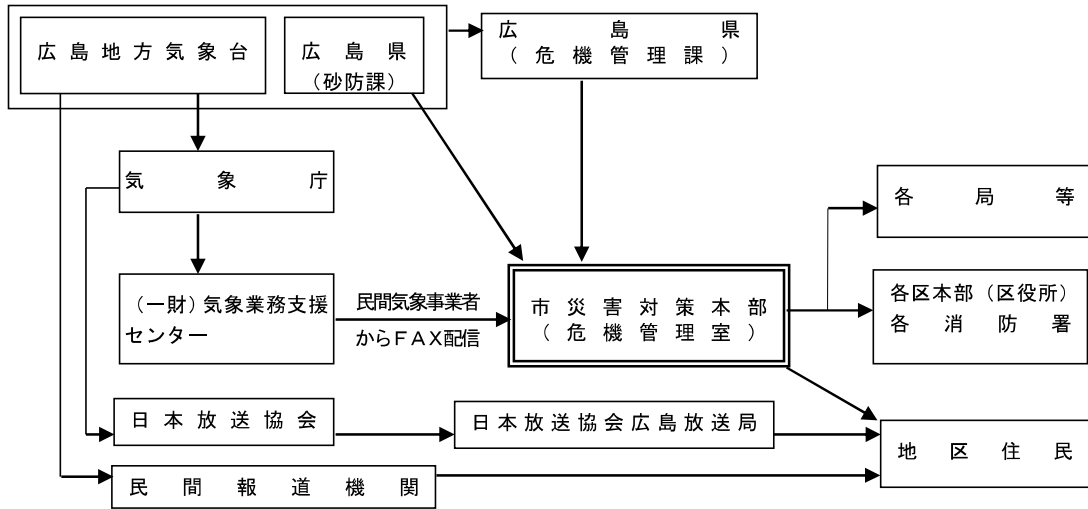 広島地方気象台
広島県
（砂防課）
広島県
（危機管理課）
気象庁
各局等
（一財）気象業務支援
センター
民間気象事業者
からＦＡＸ配信
市災害対策本部
（危機管理室）
各区本部（区役所）
各消防署
日本放送協会
日本放送協会広島放送局
地区住民
民間報道機関